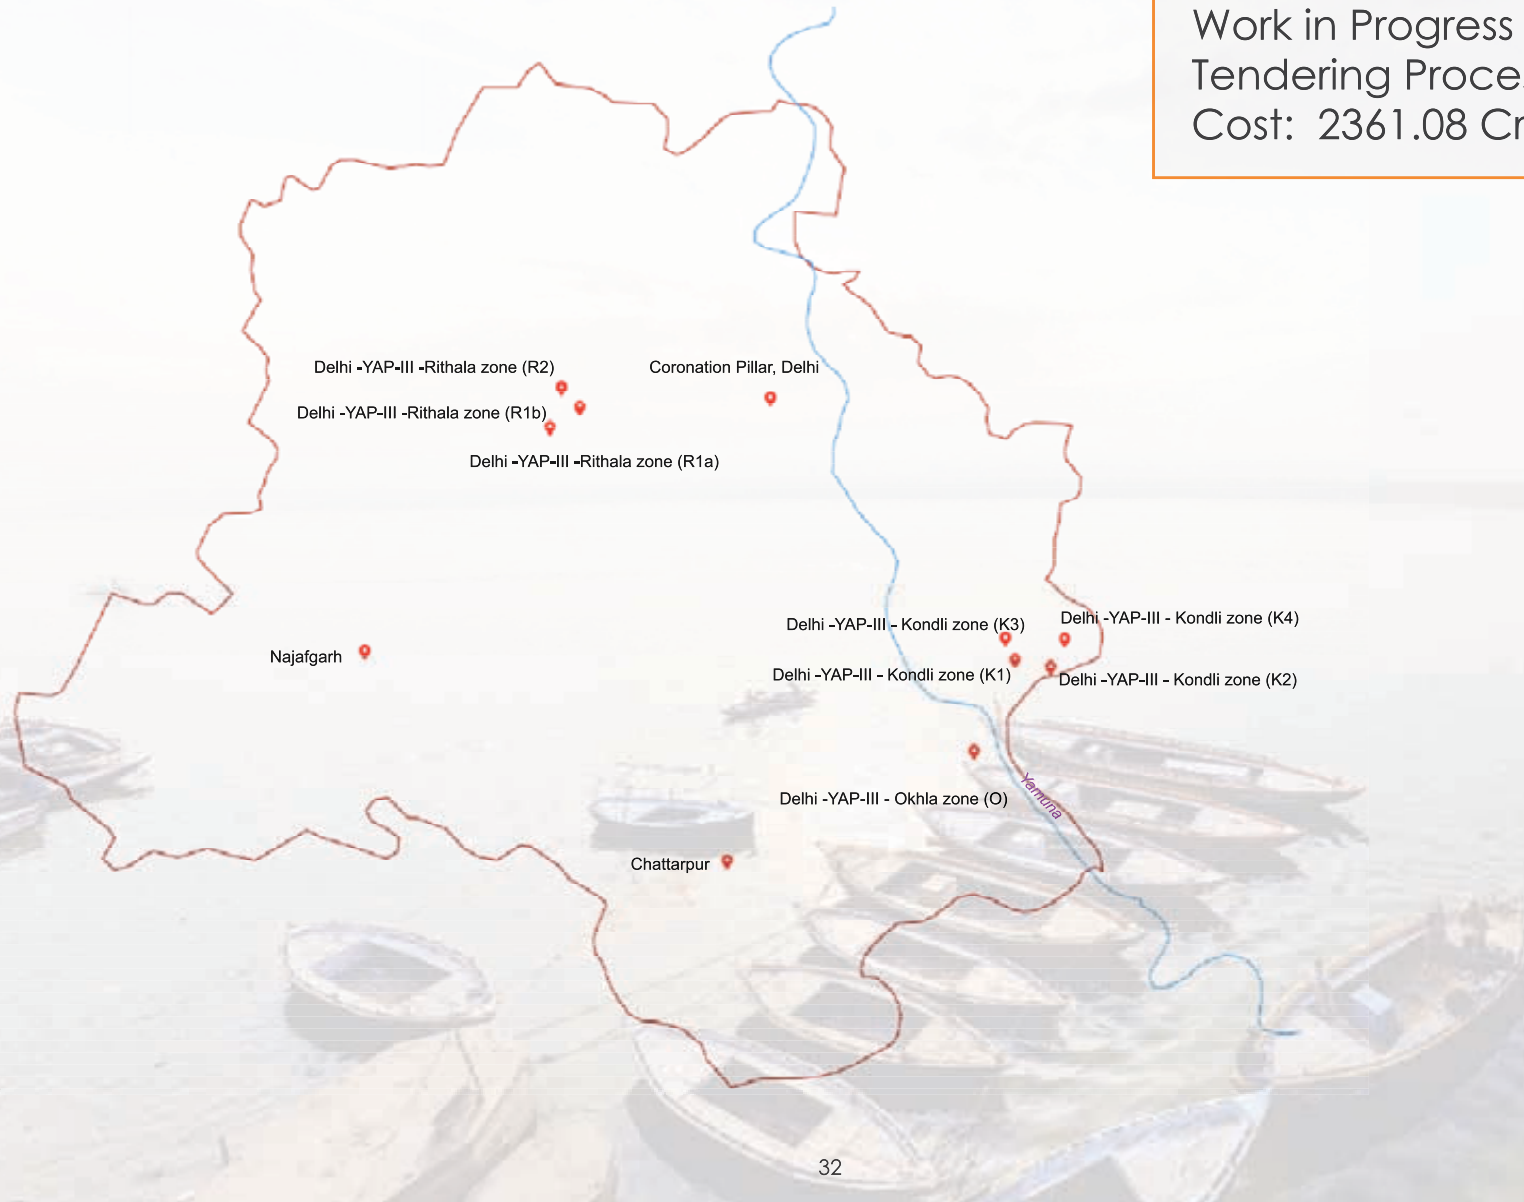 Work in Progress
Tendering
Cost: 2361.08
Delhi -YAP-III -Rithala zone (R2)
Coronation Pillar, Delhi
Delhi -YAP-III -Rithala zone (R1b)
Delhi -YAP-III -Rithala zone (R1a)
Delhi -YAP-III - Kondli zone (K3)
Delhi -YAP-III - Kondli zone (K4)
Najafgarh
Delhi -YAP-III - Kondli zone (K1)
Delhi -YAP-III - Kondli zone (K2)
Yamuna
Delhi -YAP-III - Okhla zone (O)
Chattarpur
32